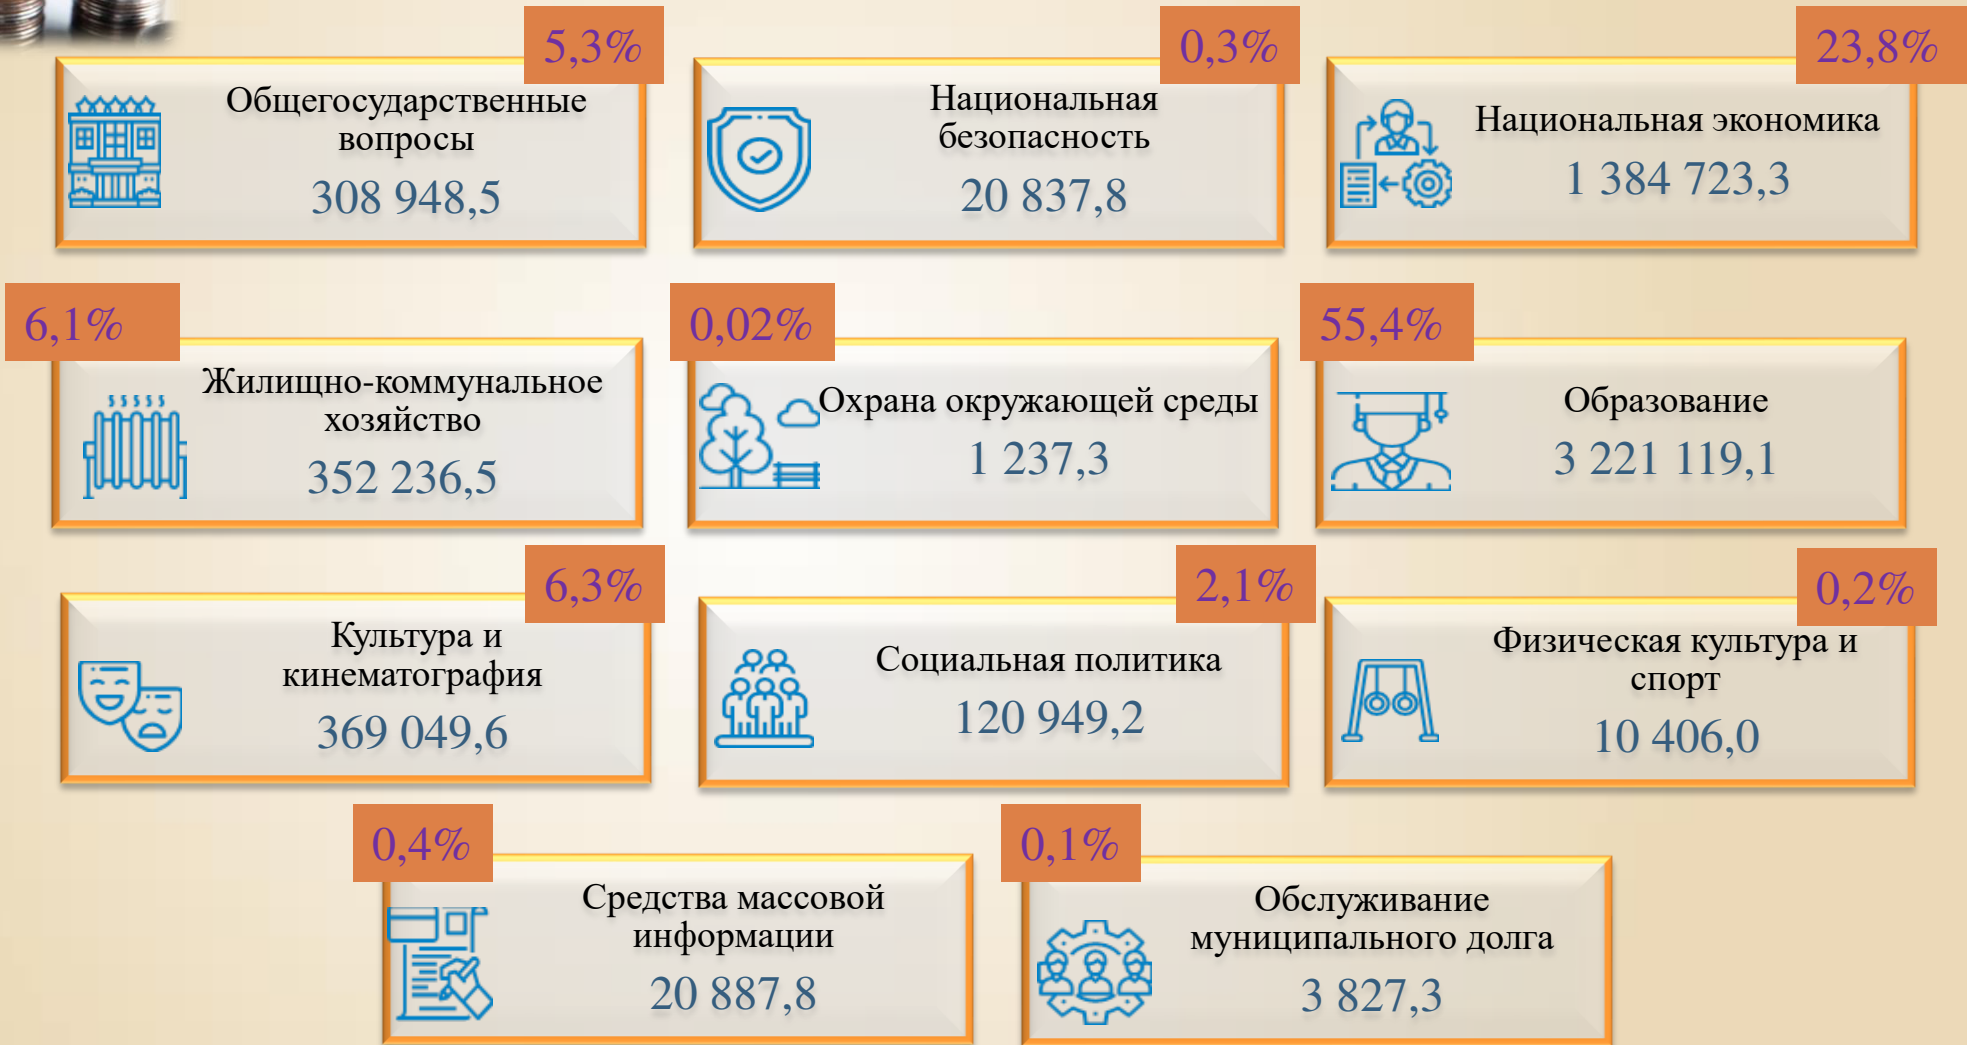 5,3%
Общегосударственные
вопросы
308 948,5
0,3%
Национальная
безопасность
20 837,8
23,8%
Национальная экономика
1 384 723,3
6,1%
Жилищно-коммунальное
хозяйство
352 236,5
0,02%
Охрана окружающей среды
1 237,3
55,4%
Образование
3 221 119,1
6,3%
Культура и
кинематография
369 049,6
2,1%
Социальная политика
120 949,2
0,2%
Физическая культура и
спорт
10 406,0
0,4%
Средства массовой
информации
20 887,8
0,1%
Обслуживание
муниципального долга
3 827,3